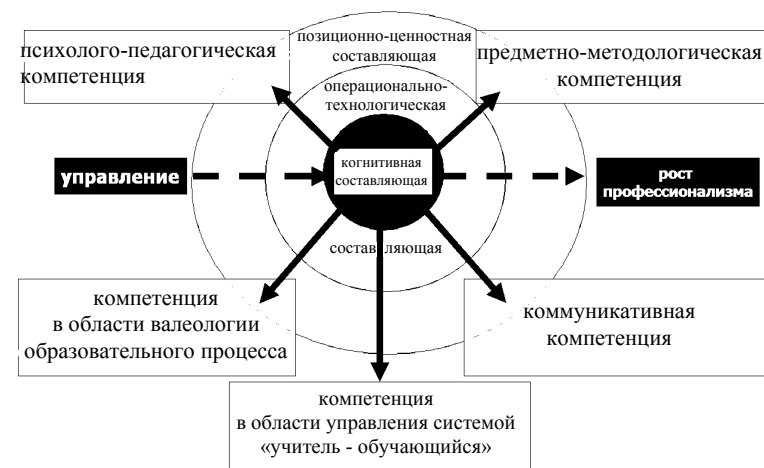 позиционно-ценностная
составляющая
психолого-педагогическая
компетенция
предметно-методологическая
компетенция
операционально-
технологическая
когнитивная
составляющая
управление
рост
профессионализма
составляющая
компетенция
в области валеологии
образовательного процесса
коммуникативная
компетенция
компетенция
в области управления системой
«учитель - обучающийся»